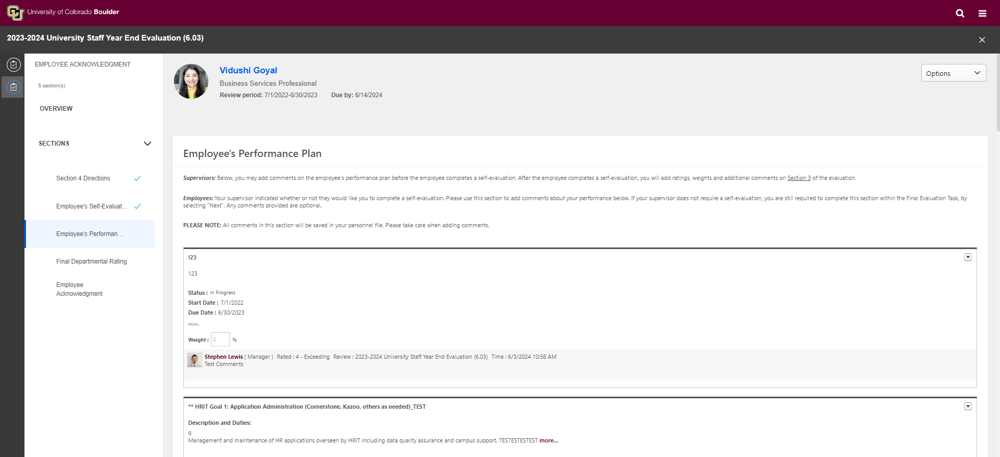 University of Colorado Boulder
2023-2024 University Staff Year End Evaluation (6.03)
EMPLOYEE ACKNOWLEDGMENT
5 section(s)
OVERVIEW
SECTIONS
Section 4 Directions
Employee's Self-Evaluat...
Employee's Performan...
Final Departmental Rating
Employee
Acknowledgment
Vidushi Goyal
Business Services Professional
Review period: 7/1/2022-6/30/2023 Due by: 6/14/2024
Options
Employee's Performance Plan
Supervisors: Below, you may add comments on the employee's performance plan before the employee completes a self-evaluation. After the employee completes a self-evaluation, you will add ratings, weights and additional comments on Section 3 of the evaluation.
Employees: Your supervisor indicated whether or not they would like you to complete a self-evaluation. Please use this section to add comments about your performance below. If your supervisor does not require a self-evaluation, you are still required to complete this section within the Final Evaluation Task, by
selecting "Next". Any comments provided are optional.
PLEASE NOTE: All comments in this section will be saved in your personnel file. Please take care when adding comments.
!23
123
Status : In Progress
Start Date : 7/1/2022
Due Date : 6/30/2023
more...
Weight : 2 %
Stephen Lewis ( Manager ) Rated : 4 - Exceeding Review : 2023-2024 University Staff Year End Evaluation (6.03) Time : 6/3/2024 10:58 AM
Test Comments
** HRIT Goal 1: Application Administration (Cornerstone, Kazoo, others as needed)_TEST
Description and Duties:
q
Management and maintenance of HR applications overseen by HRIT including data quality assurance and campus support. TESTESTESTEST more...